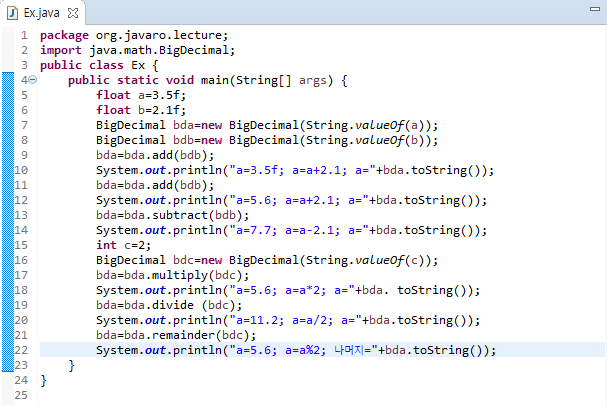 Ex.java
1 package org.javaro.lecture;
2 import java.math.BigDecimal;
3 public class Ex {
4 public static void main(String[] args) {
5 float a=3.5f;
6 float b=2.1f;
7 BigDecimal bda=new BigDecimal(String.valueOf(a));
8 BigDecimal bdb=new BigDecimal(String.valueOf(b));
9 bda=bda.add(bdb);
10 System.out.println("a=3.5f; a=a+2.1; a="+bda.toString());
11 bda=bda.add(bdb);
12 System.out.println("a=5.6; a=a+2.1; a="+bda.toString());
13 bda=bda.subtract(bdb);
14 System.out.println("a=7.7; a=a-2.1; a="+bda.toString());
15 int c=2;
16 BigDecimal bdc=new BigDecimal(String.valueOf(c));
17 bda=bda.multiply(bdc);
18 System.out.println("a=5.6; a=a*2; a="+bda. toString());
19 bda=bda.divide (bdc);
20 System.out.println("a=11.2; a=a/2; a="+bda.toString());
21 bda=bda.remainder(bdc);
22 System.out.println("a=5.6; a=a%2; 나머지="+bda.toString());
23 }
24 }
25